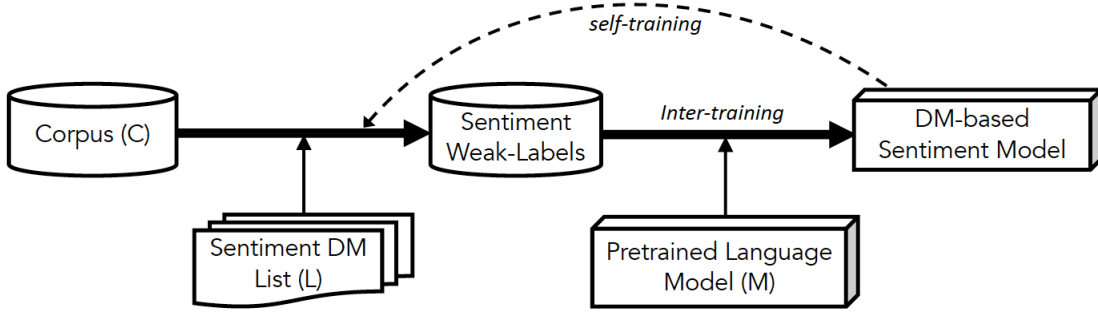 self-training
Corpus (C)
Sentiment
Weak-Labels
Inter-training
DM-based
Sentiment Model
Sentiment DM
List (L)
Pretrained Language
Model (M)